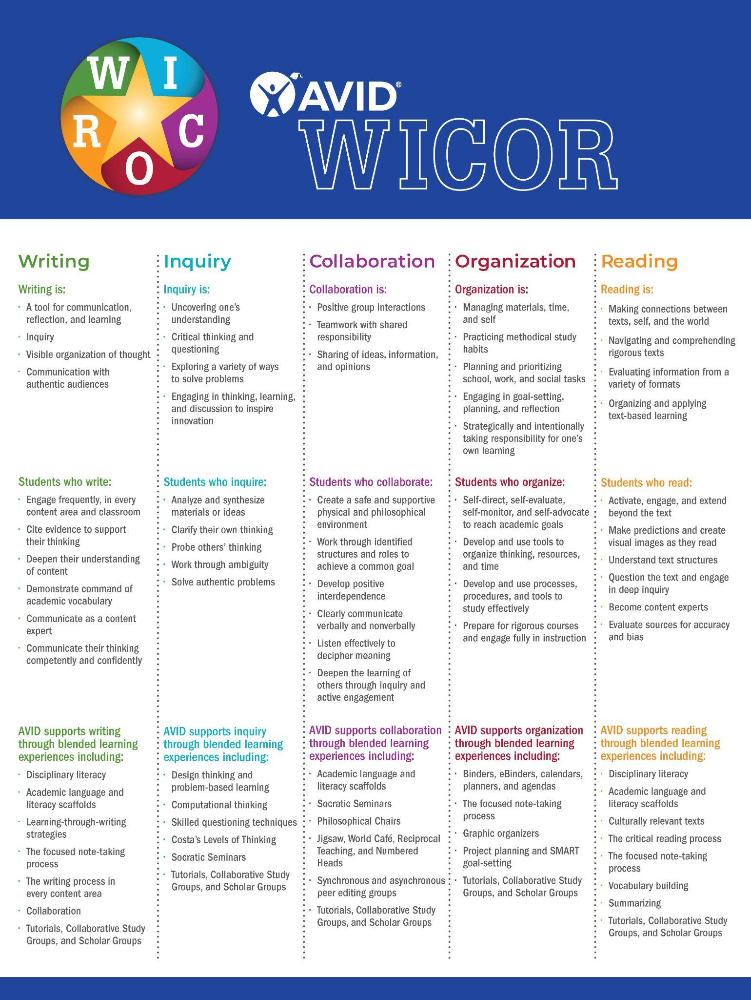 W I
R C
O
AVID®
WICOR
Writing
Writing is:
· A tool for communication,
reflection, and learning
· Inquiry
· Visible organization of thought
· Communication with
authentic audiences
Students who write:
· Engage frequently, in every
content area and classroom
· Cite evidence to support
their thinking
· Deepen their understanding
of content
· Demonstrate command of
academic vocabulary
· Communicate as a content
expert
· Communicate their thinking
competently and confidently
AVID supports writing
through blended learning
experiences including:
· Disciplinary literacy
· Academic language and
literacy scaffolds
· Learning-through-writing
strategies
· The focused note-taking
process
· The writing process in
every content area
· Collaboration
· Tutorials, Collaborative Study
Groups, and Scholar Groups
Inquiry
Inquiry is:
· Uncovering one’s
understanding
· Critical thinking and
questioning
· Exploring a variety of ways
to solve problems
· Engaging in thinking, learning,
and discussion to inspire
innovation
Students who inquire:
· Analyze and synthesize
materials or ideas
· Clarify their own thinking
· Probe others’ thinking
· Work through ambiguity
· Solve authentic problems
AVID supports inquiry
through blended learning
experiences including:
· Design thinking and
problem-based learning
· Computational thinking
· Skilled questioning techniques
· Costa’s Levels of Thinking
· Socratic Seminars
· Tutorials, Collaborative Study
Groups, and Scholar Groups
Collaboration
Collaboration is:
· Positive group interactions
· Teamwork with shared
responsibility
· Sharing of ideas, information,
and opinions
Students who collaborate:
· Create a safe and supportive
physical and philosophical
environment
· Work through identified
structures and roles to
achieve a common goal
· Develop positive
interdependence
· Clearly communicate
verbally and nonverbally
· Listen effectively to
decipher meaning
· Deepen the learning of
others through inquiry and
active engagement
AVID supports collaboration
through blended learning
experiences including:
· Academic language and
literacy scaffolds
· Socratic Seminars
· Philosophical Chairs
· Jigsaw, World Café, Reciprocal
Teaching, and Numbered
Heads
· Synchronous and asynchronous
peer editing groups
· Tutorials, Collaborative Study
Groups, and Scholar Groups
Organization
Organization is:
· Managing materials, time,
and self
· Practicing methodical study
habits
· Planning and prioritizing
school, work, and social tasks
· Engaging in goal-setting,
planning, and reflection
· Strategically and intentionally
taking responsibility for one’s
own learning
Students who organize:
· Self-direct, self-evaluate,
self-monitor, and self-advocate
to reach academic goals
· Develop and use tools to
organize thinking, resources,
and time
· Develop and use processes,
procedures, and tools to
study effectively
· Prepare for rigorous courses
and engage fully in instruction
AVID supports organization
through blended learning
experiences including:
· Binders, eBinders, calendars,
planners, and agendas
· The focused note-taking
process
· Graphic organizers
· Project planning and SMART
goal-setting
· Tutorials, Collaborative Study
Groups, and Scholar Groups
Reading
Reading is:
· Making connections between
texts, self, and the world
· Navigating and comprehending
rigorous texts
· Evaluating information from a
variety of formats
· Organizing and applying
text-based learning
Students who read:
· Activate, engage, and extend
beyond the text
· Make predictions and create
visual images as they read
· Understand text structures
· Question the text and engage
in deep inquiry
· Become content experts
· Evaluate sources for accuracy
and bias
AVID supports reading
through blended learning
experiences including:
· Disciplinary literacy
· Academic language and
literacy scaffolds
· Culturally relevant texts
· The critical reading process
· The focused note-taking
process
· Vocabulary building
· Summarizing
· Tutorials, Collaborative Study
Groups, and Scholar Groups